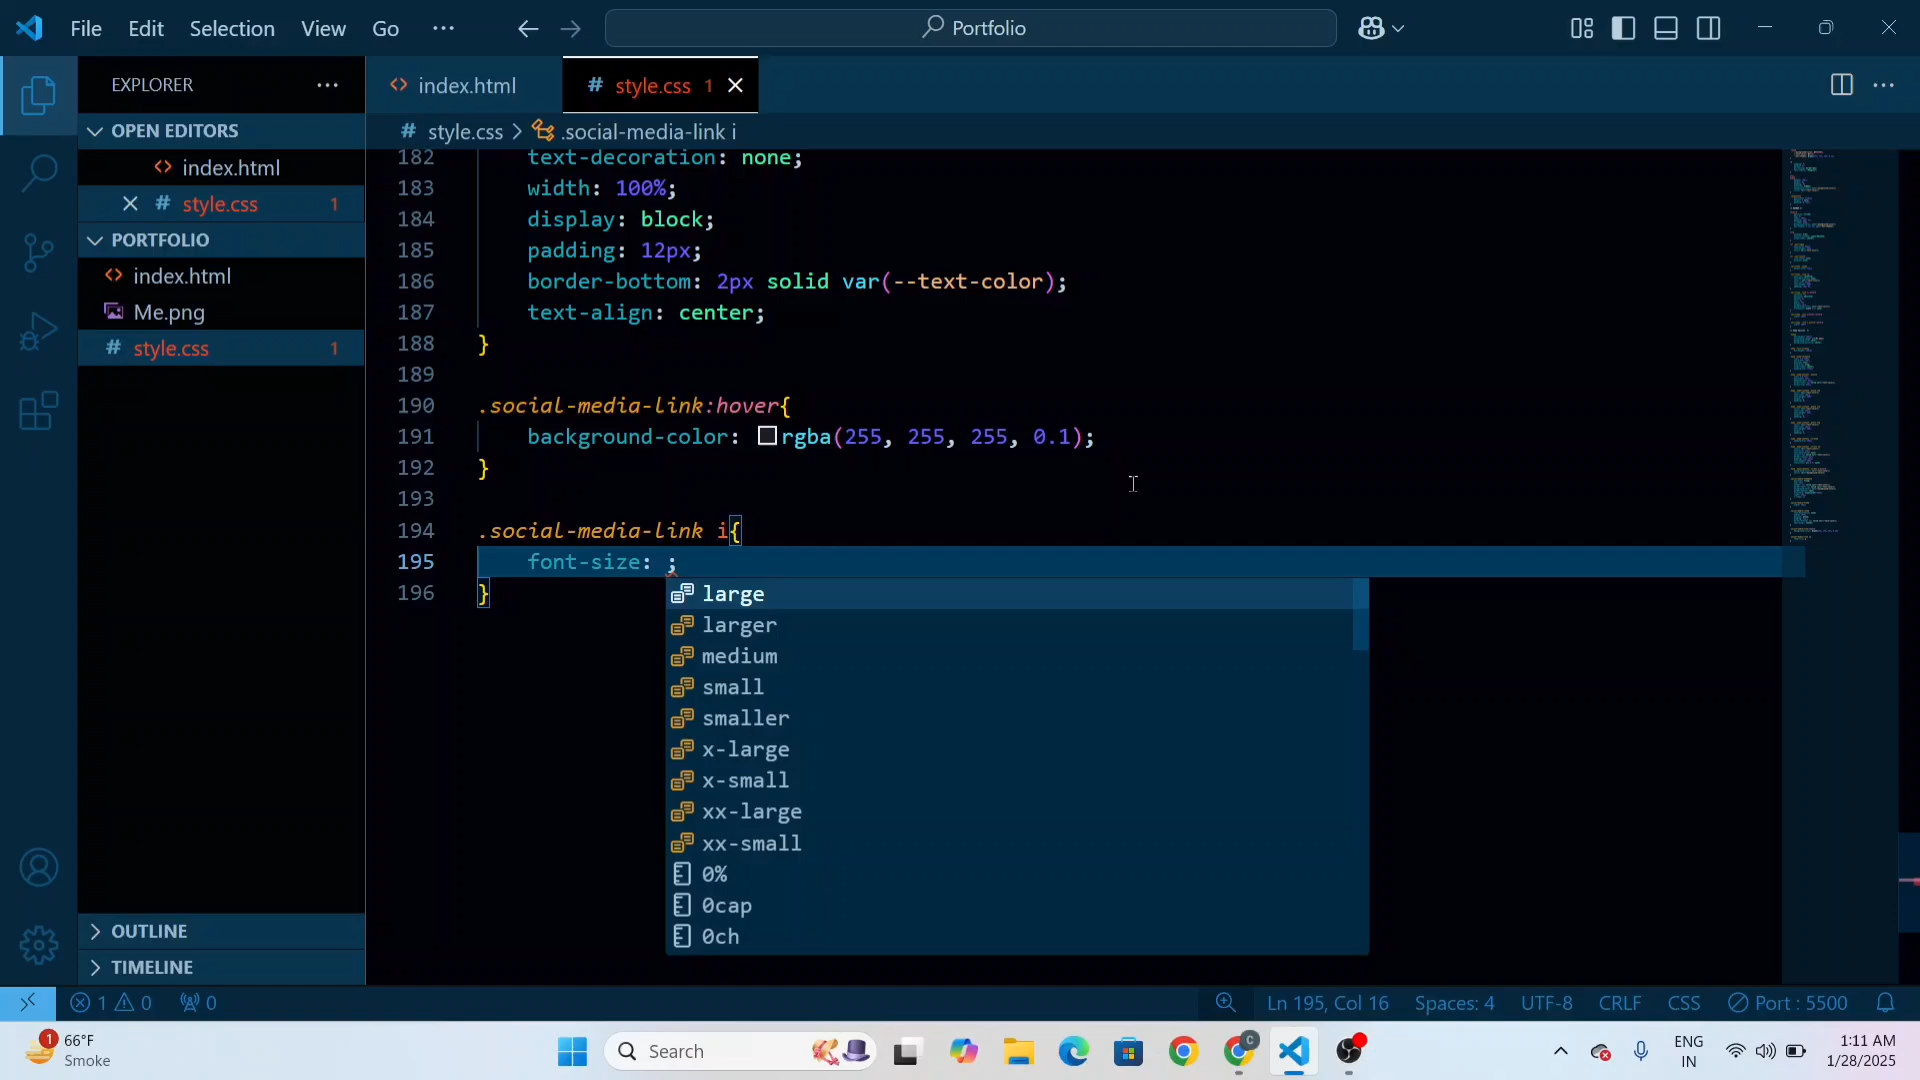 File Edit Selection View Go ··· Portfolio
EXPLORER ···
index.html
style.css 1
OPEN EDITORS
index.html
style.css 1
PORTFOLIO
index.html
Me.png
style.css 1
OUTLINE
TIMELINE
style.css > .social-media-link i
182 text-decoration: none;
183 width: 100%;
184 display: block;
185 padding: 12px;
186 border-bottom: 2px solid var(--text-color);
187 text-align: center;
188 }
189
190 .social-media-link:hover{
191 background-color: rgba(255, 255, 255, 0.1);
192 }
193
194 .social-media-link i{
195 font-size: ;
196 }
large
larger
medium
small
smaller
x-large
x-small
xx-large
xx-small
0%
0cap
0ch
1 0 0 Ln 195, Col 16 Spaces: 4 UTF-8 CRLF CSS Port : 5500
1 66°F
Smoke
Search
ENG
IN
1:11 AM
1/28/2025